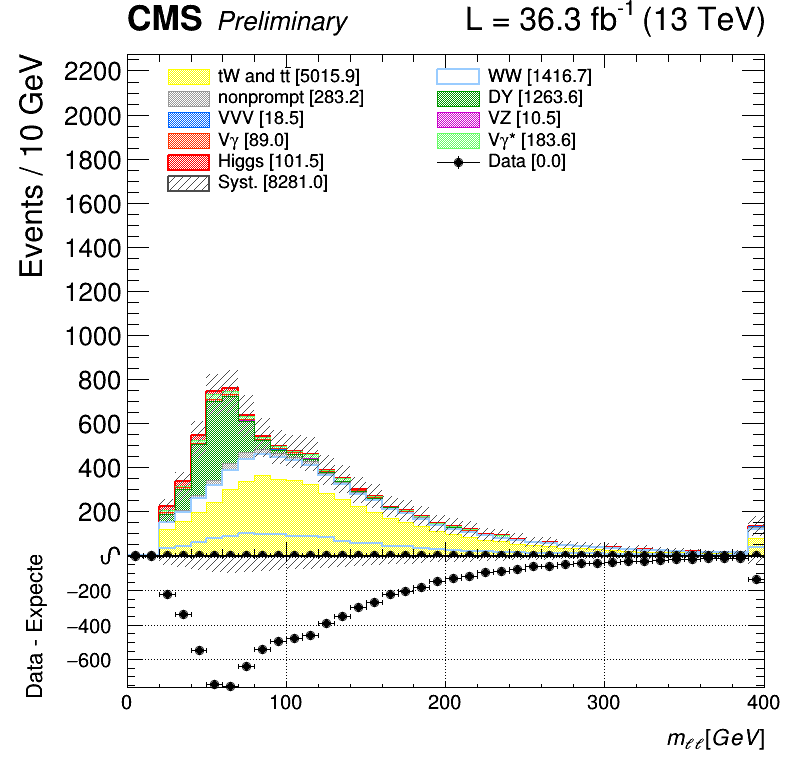 CMS Preliminary L = 36.3 fb⁻¹ (13 TeV)
Events / 10 GeV
2200
2000
1800
1600
1400
1200
1000
800
600
400
200
0
tW and tt̄ [5015.9]
nonprompt [283.2]
VVV [18.5]
Vγ [89.0]
Higgs [101.5]
Syst. [8281.0]
WW [1416.7]
DY [1263.6]
VZ [10.5]
Vγ* [183.6]
Data [0.0]
Data - Expecte
−200
−400
−600
0 100 200 300 400
m_ℓℓ[GeV]